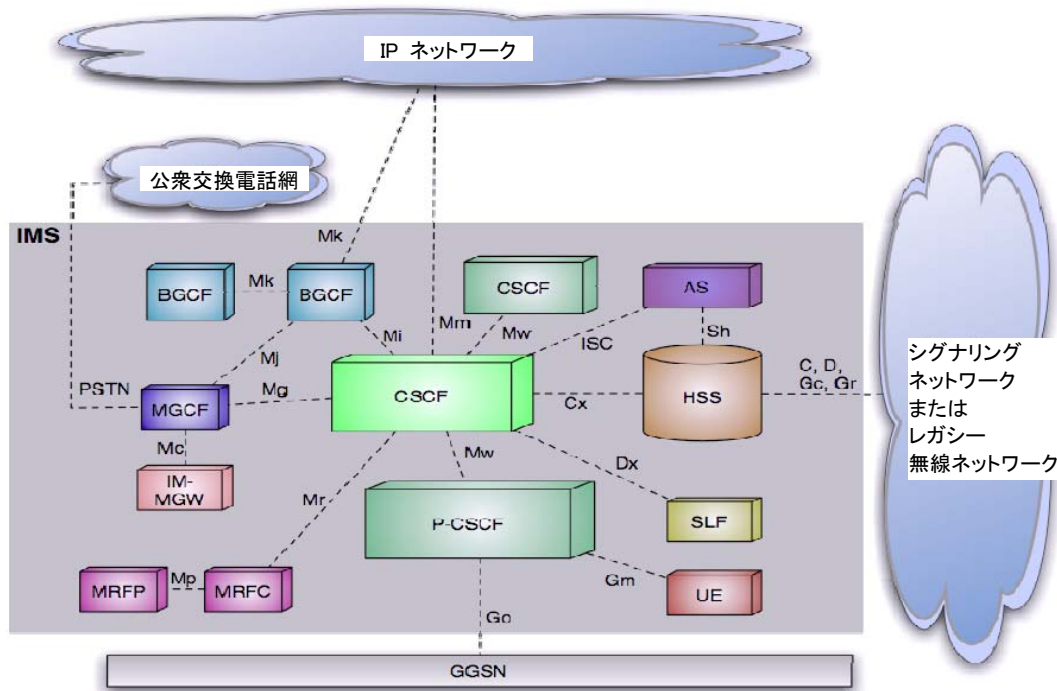 IP ネットワーク
公衆交換電話網
IMS
Mk
BGCF
Mk
BGCF
CSCF
AS
Mi
Mm
Mw
ISC
Sh
Mj
PSTN
MGCF
Mg
CSCF
Cx
HSS
C, D,
Gc, Gr
シグナリング
ネットワーク
または
レガシー
無線ネットワーク
Mc
IM-
MGW
Mr
Mw
Dx
P-CSCF
SLF
MRFP
Mp
MRFC
Gm
UE
Go
GGSN